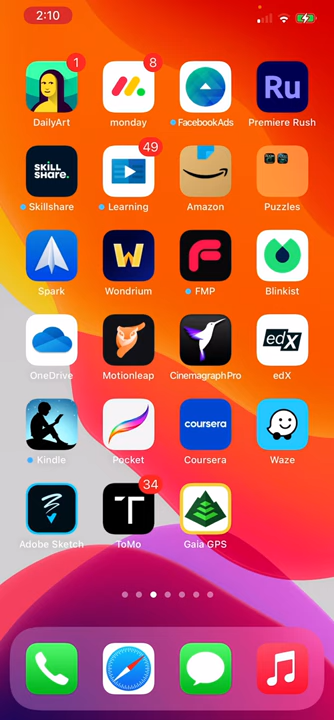 2:10
1
8
DailyArt
monday
FacebookAds
Ru
Premiere Rush
SKILL
SHARE.
49
Skillshare
Learning
Amazon
Puzzles
W
F
Spark
Wondrium
FMP
Blinkist
edX
OneDrive
Motionleap
CinemagraphPro
edX
coursera
Kindle
Pocket
Coursera
Waze
34
T
Adobe Sketch
ToMo
Gaia GPS